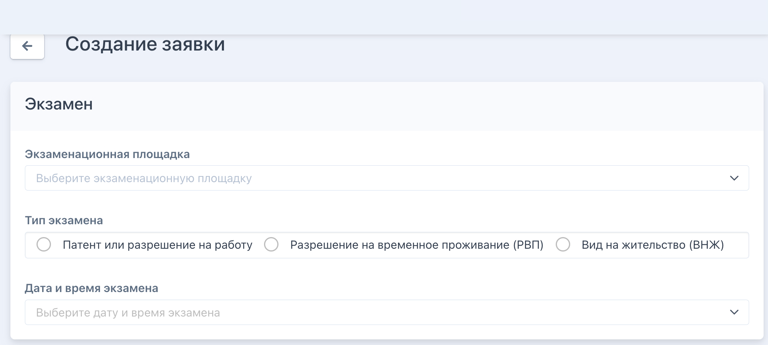 Создание заявки
Экзамен
Экзаменационная площадка
Выберите экзаменационную площадку
Тип экзамена
Патент или разрешение на работу Разрешение на временное проживание (РВП) Вид на жительство (ВНЖ)
Дата и время экзамена
Выберите дату и время экзамена